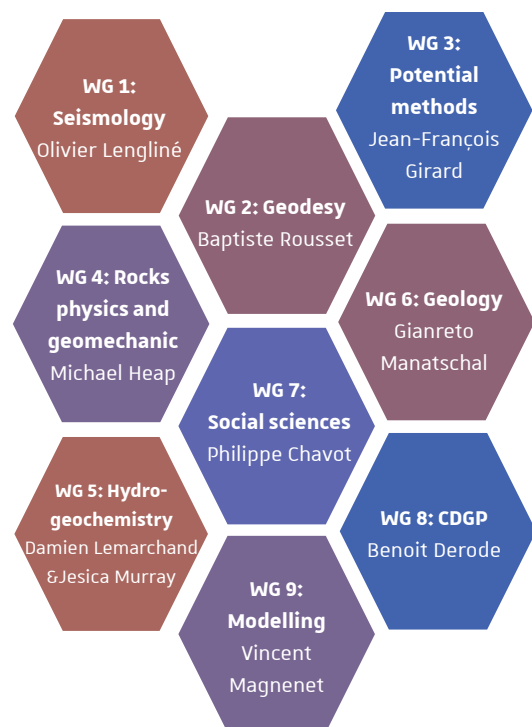 WG 1:
Seismology
Olivier Lengliné
WG 2: Geodesy
Baptiste Rousset
WG 3:
Potential
methods
Jean-François
Girard
WG 4: Rocks
physics and
geomechanic
Michael Heap
WG 6: Geology
Gianreto
Manatschal
WG 7:
Social sciences
Philippe Chavot
WG 5: Hydro-
geochemistry
Damien Lemarchand
&Jesica Murray
WG 8: CDGP
Benoit Derode
WG 9:
Modelling
Vincent
Magnenet